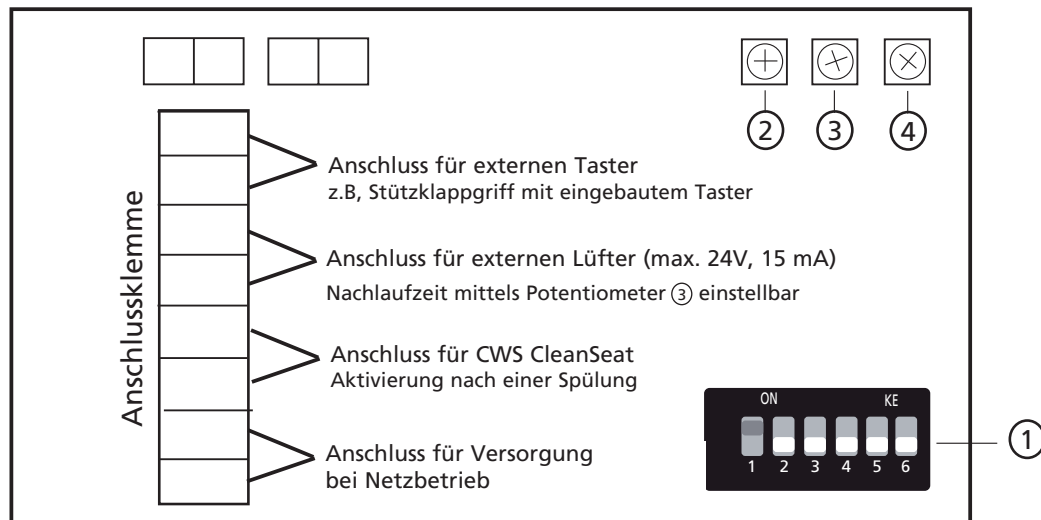 2 3 4
Anschlussklemme
Anschluss für externen Taster
z.B, Stützklappgriff mit eingebautem Taster
Anschluss für externen Lüfter (max. 24V, 15 mA)
Nachlaufzeit mittels Potentiometer 3 einstellbar
Anschluss für CWS CleanSeat
Aktivierung nach einer Spülung
Anschluss für Versorgung
bei Netzbetrieb
ON KE
1 2 3 4 5 6
1